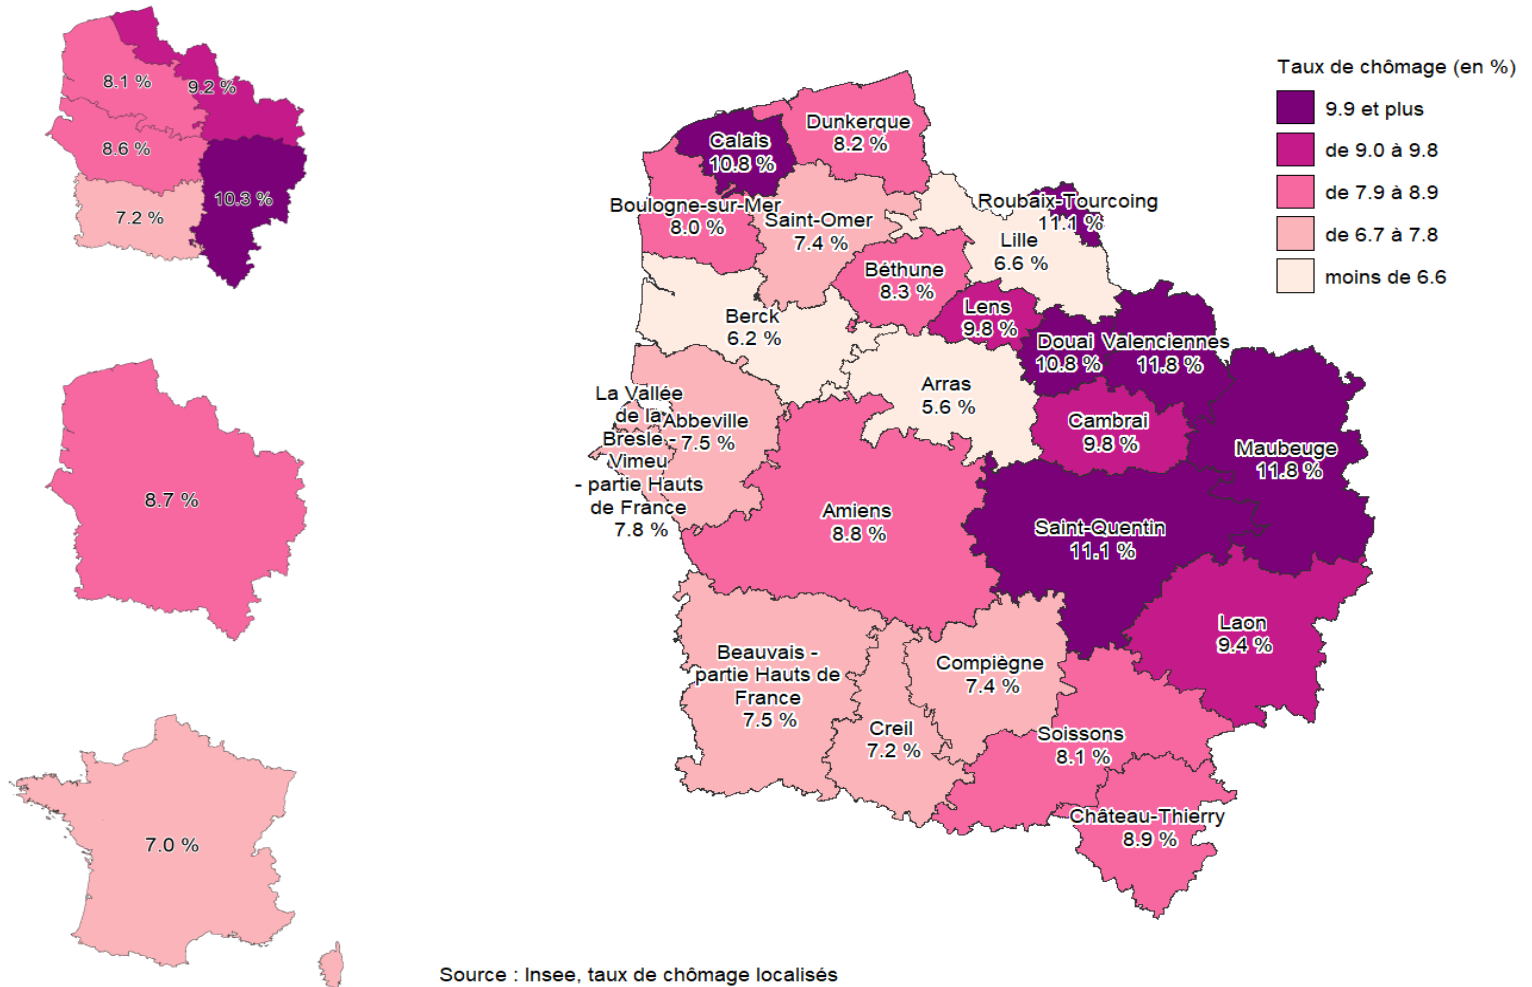 8.1 %
9.2 %
8.6 %
10.3 %
7.2 %
8.7 %
7.0 %
Taux de chômage (en %)
9.9 et plus
de 9.0 à 9.8
de 7.9 à 8.9
de 6.7 à 7.8
moins de 6.6
Dunkerque
8.2 %
Calais
10.8 %
Boulogne-sur-Mer
8.0 %
Saint-Omer
7.4 %
Roubaix-Tourcoing
11.1 %
Lille
6.6 %
Béthune
8.3 %
Berck
6.2 %
Lens
9.8 %
Douai
10.8 %
Valenciennes
11.8 %
Arras
5.6 %
Cambrai
9.8 %
Maubeuge
11.8 %
La Vallée
de la
Bresle -
Vimeu
- partie Hauts
de France
7.8 %
Abbeville
7.5 %
Amiens
8.8 %
Saint-Quentin
11.1 %
Laon
9.4 %
Beauvais -
partie Hauts de
France
7.5 %
Compiègne
7.4 %
Creil
7.2 %
Soissons
8.1 %
Château-Thierry
8.9 %
Source : Insee, taux de chômage localisés